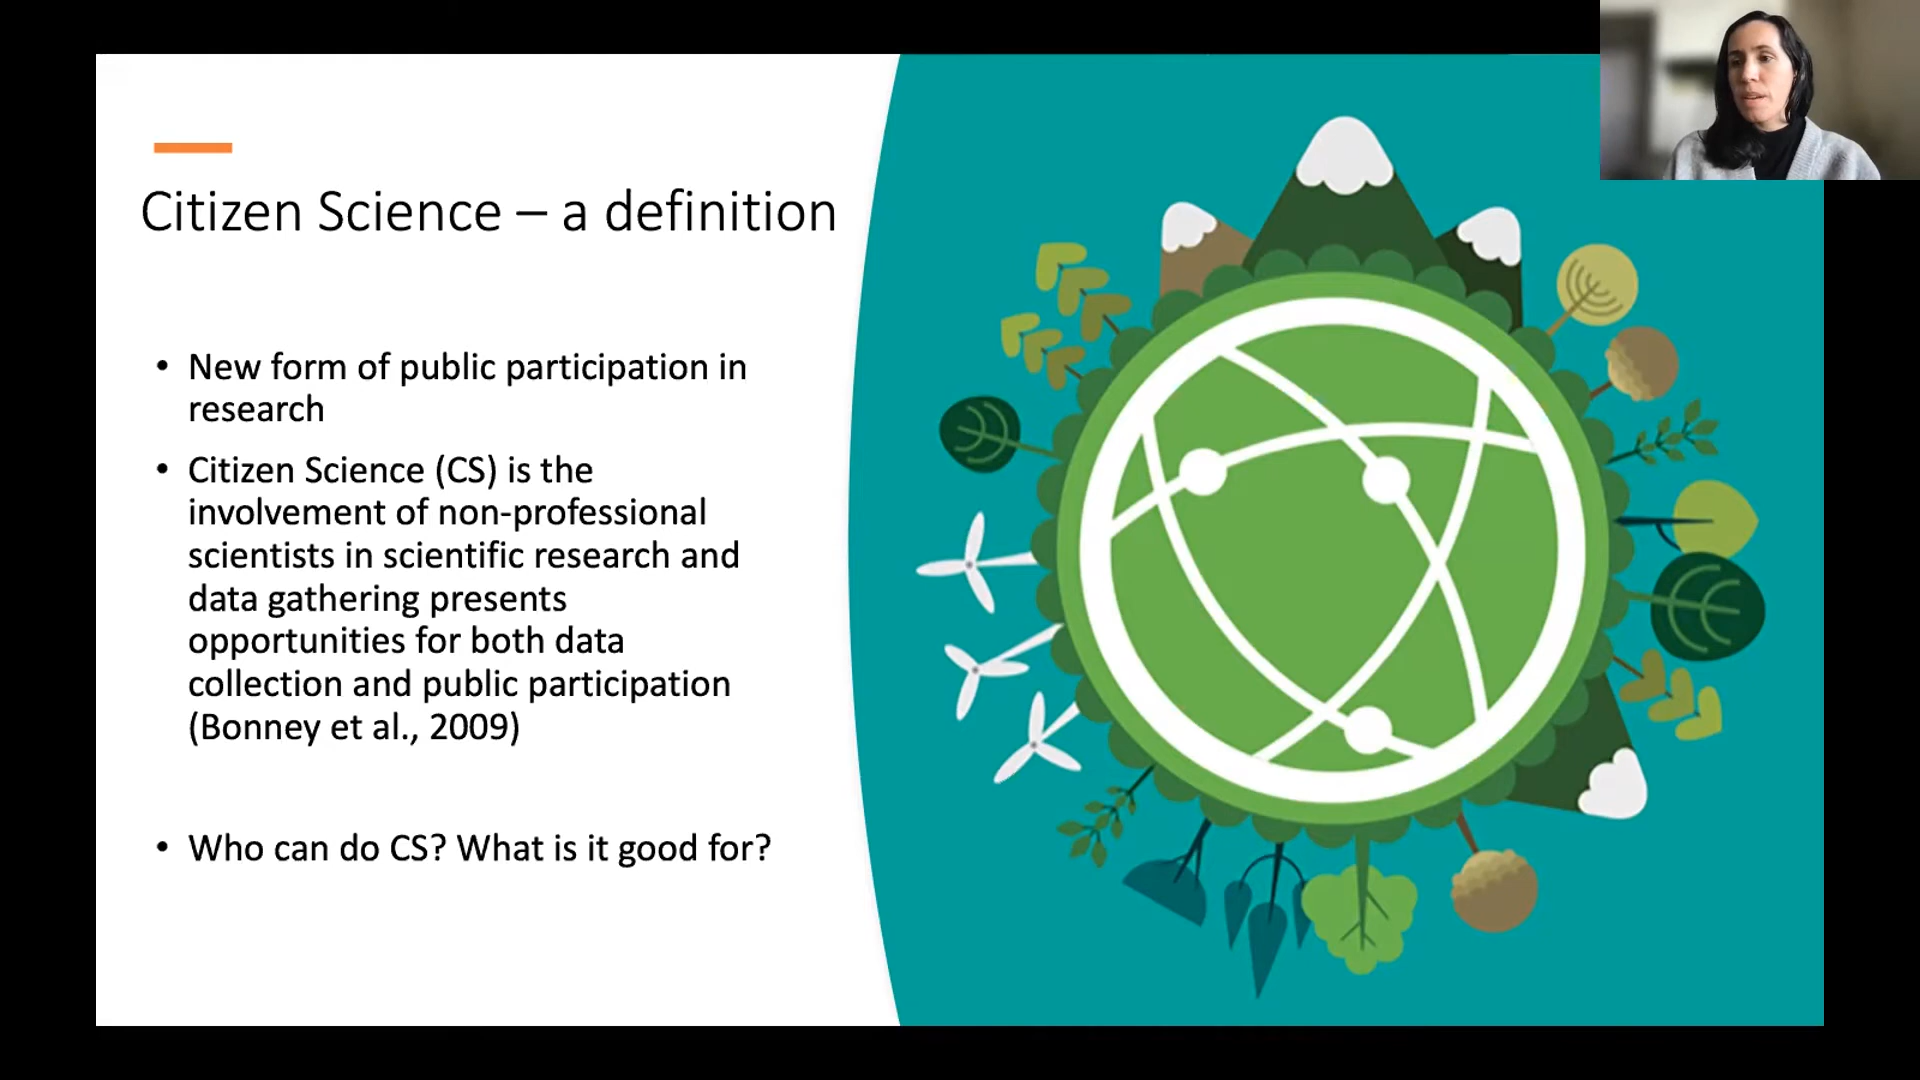 Citizen Science – a definition
• New form of public participation in
research
• Citizen Science (CS) is the
involvement of non-professional
scientists in scientific research and
data gathering presents
opportunities for both data
collection and public participation
(Bonney et al., 2009)
• Who can do CS? What is it good for?